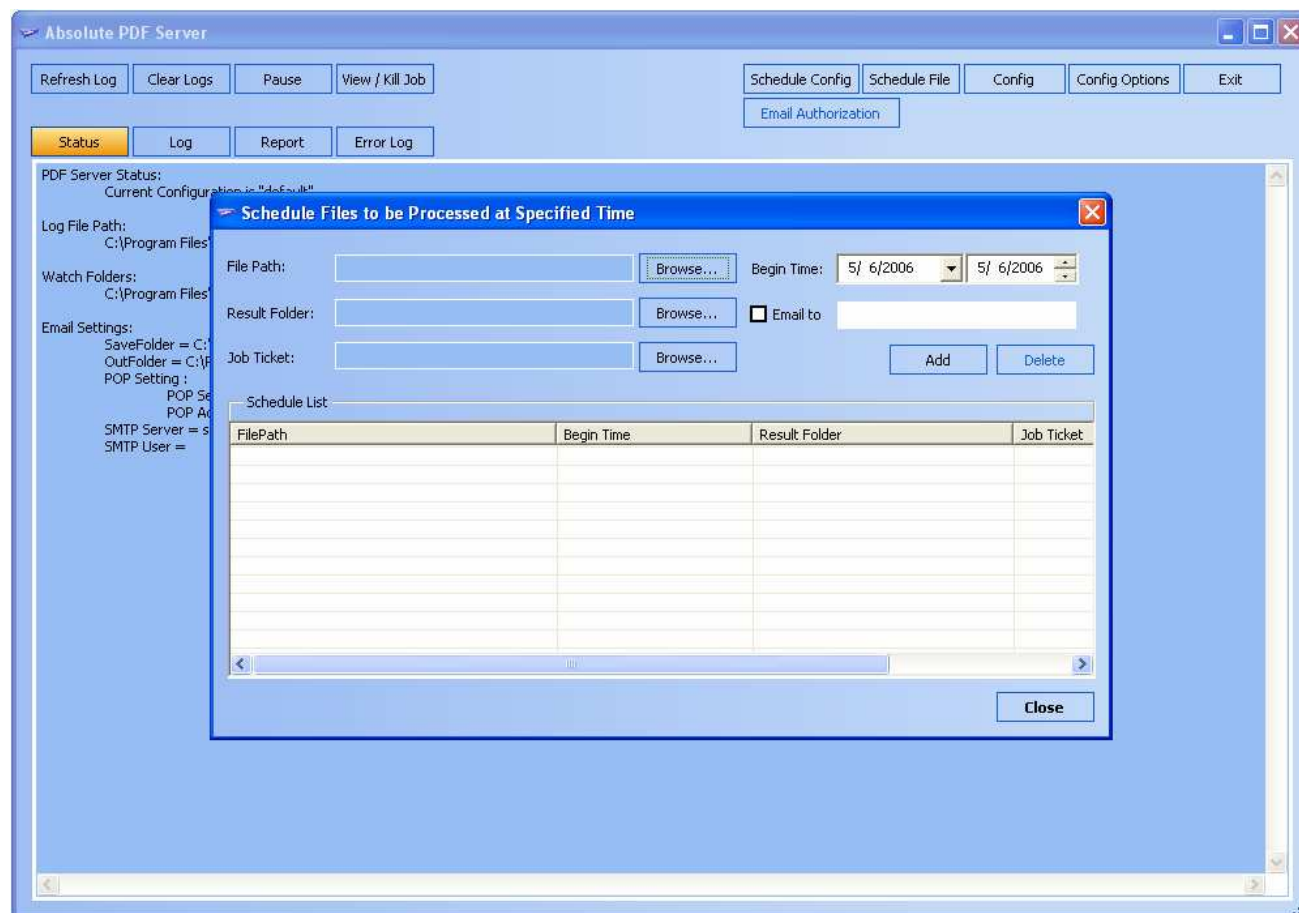 Absolute PDF Server
Refresh Log Clear Logs Pause View / Kill Job Schedule Config Schedule File Config Config Options Exit
Email Authorization
Status Log Report Error Log
PDF Server Status:
Current Configuration is "default"
Log File Path:
C:\Program Files\
Watch Folders:
C:\Program Files\
Email Settings:
SaveFolder = C:\
OutFolder = C:\
POP Setting :
POP
POP
SMTP Server =
SMTP User =
Schedule Files to be Processed at Specified Time
File Path: Browse... Begin Time: 5/ 6/2006 5/ 6/2006
Result Folder: Browse... Email to
Job Ticket: Browse... Add Delete
Schedule List
FilePath Begin Time Result Folder Job Ticket
Close